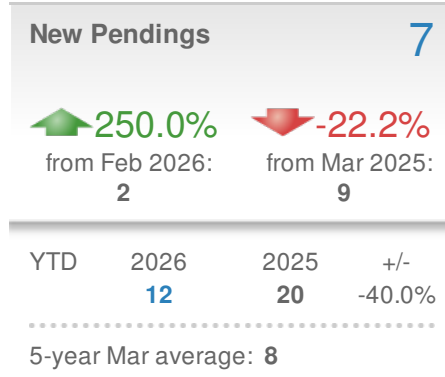 New Pendings 7
250.0% -22.2%
from Feb 2026: from Mar 2025:
2 9
YTD 2026 2025 +/-
12 20 -40.0%
5-year Mar average: 8